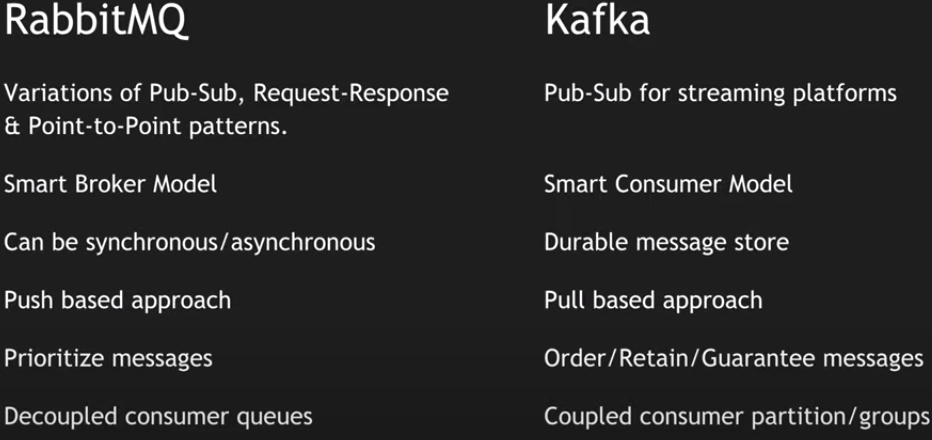 RabbitMQ
Kafka
Variations of Pub-Sub, Request-Response
& Point-to-Point patterns.
Pub-Sub for streaming platforms
Smart Broker Model
Smart Consumer Model
Can be synchronous/asynchronous
Durable message store
Push based approach
Pull based approach
Prioritize messages
Order/Retain/Guarantee messages
Decoupled consumer queues
Coupled consumer partition/groups